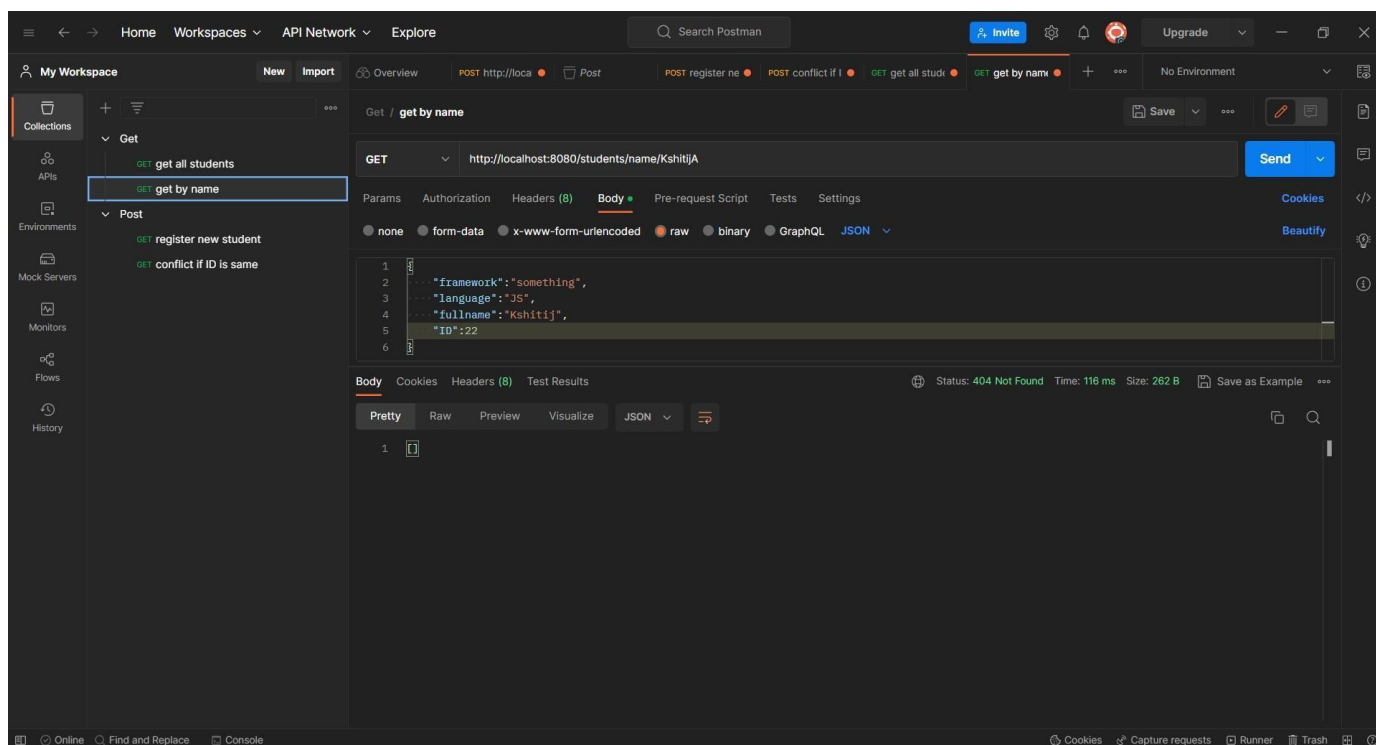 Home Workspaces API Network Explore Search Postman Invite Upgrade
My Workspace New Import Overview POST http://loca Post POST register ne POST conflict if I GET get all stude GET get by name No Environment
Collections
APIs
Environments
Mock Servers
Monitors
Flows
History
Get
GET get all students
GET get by name
Post
GET register new student
GET conflict if ID is same
Get / get by name Save
GET http://localhost:8080/students/name/KshitijA Send
Params Authorization Headers (8) Body Pre-request Script Tests Settings Cookies
none form-data x-www-form-urlencoded raw binary GraphQL JSON Beautify
1 {
2 "framework":"something",
3 "language":"JS",
4 "fullname":"Kshitij",
5 "ID":22
6 }
Body Cookies Headers (8) Test Results Status: 404 Not Found Time: 116 ms Size: 262 B Save as Example
Pretty Raw Preview Visualize JSON
1 []
Online Find and Replace Console Cookies Capture requests Runner Trash